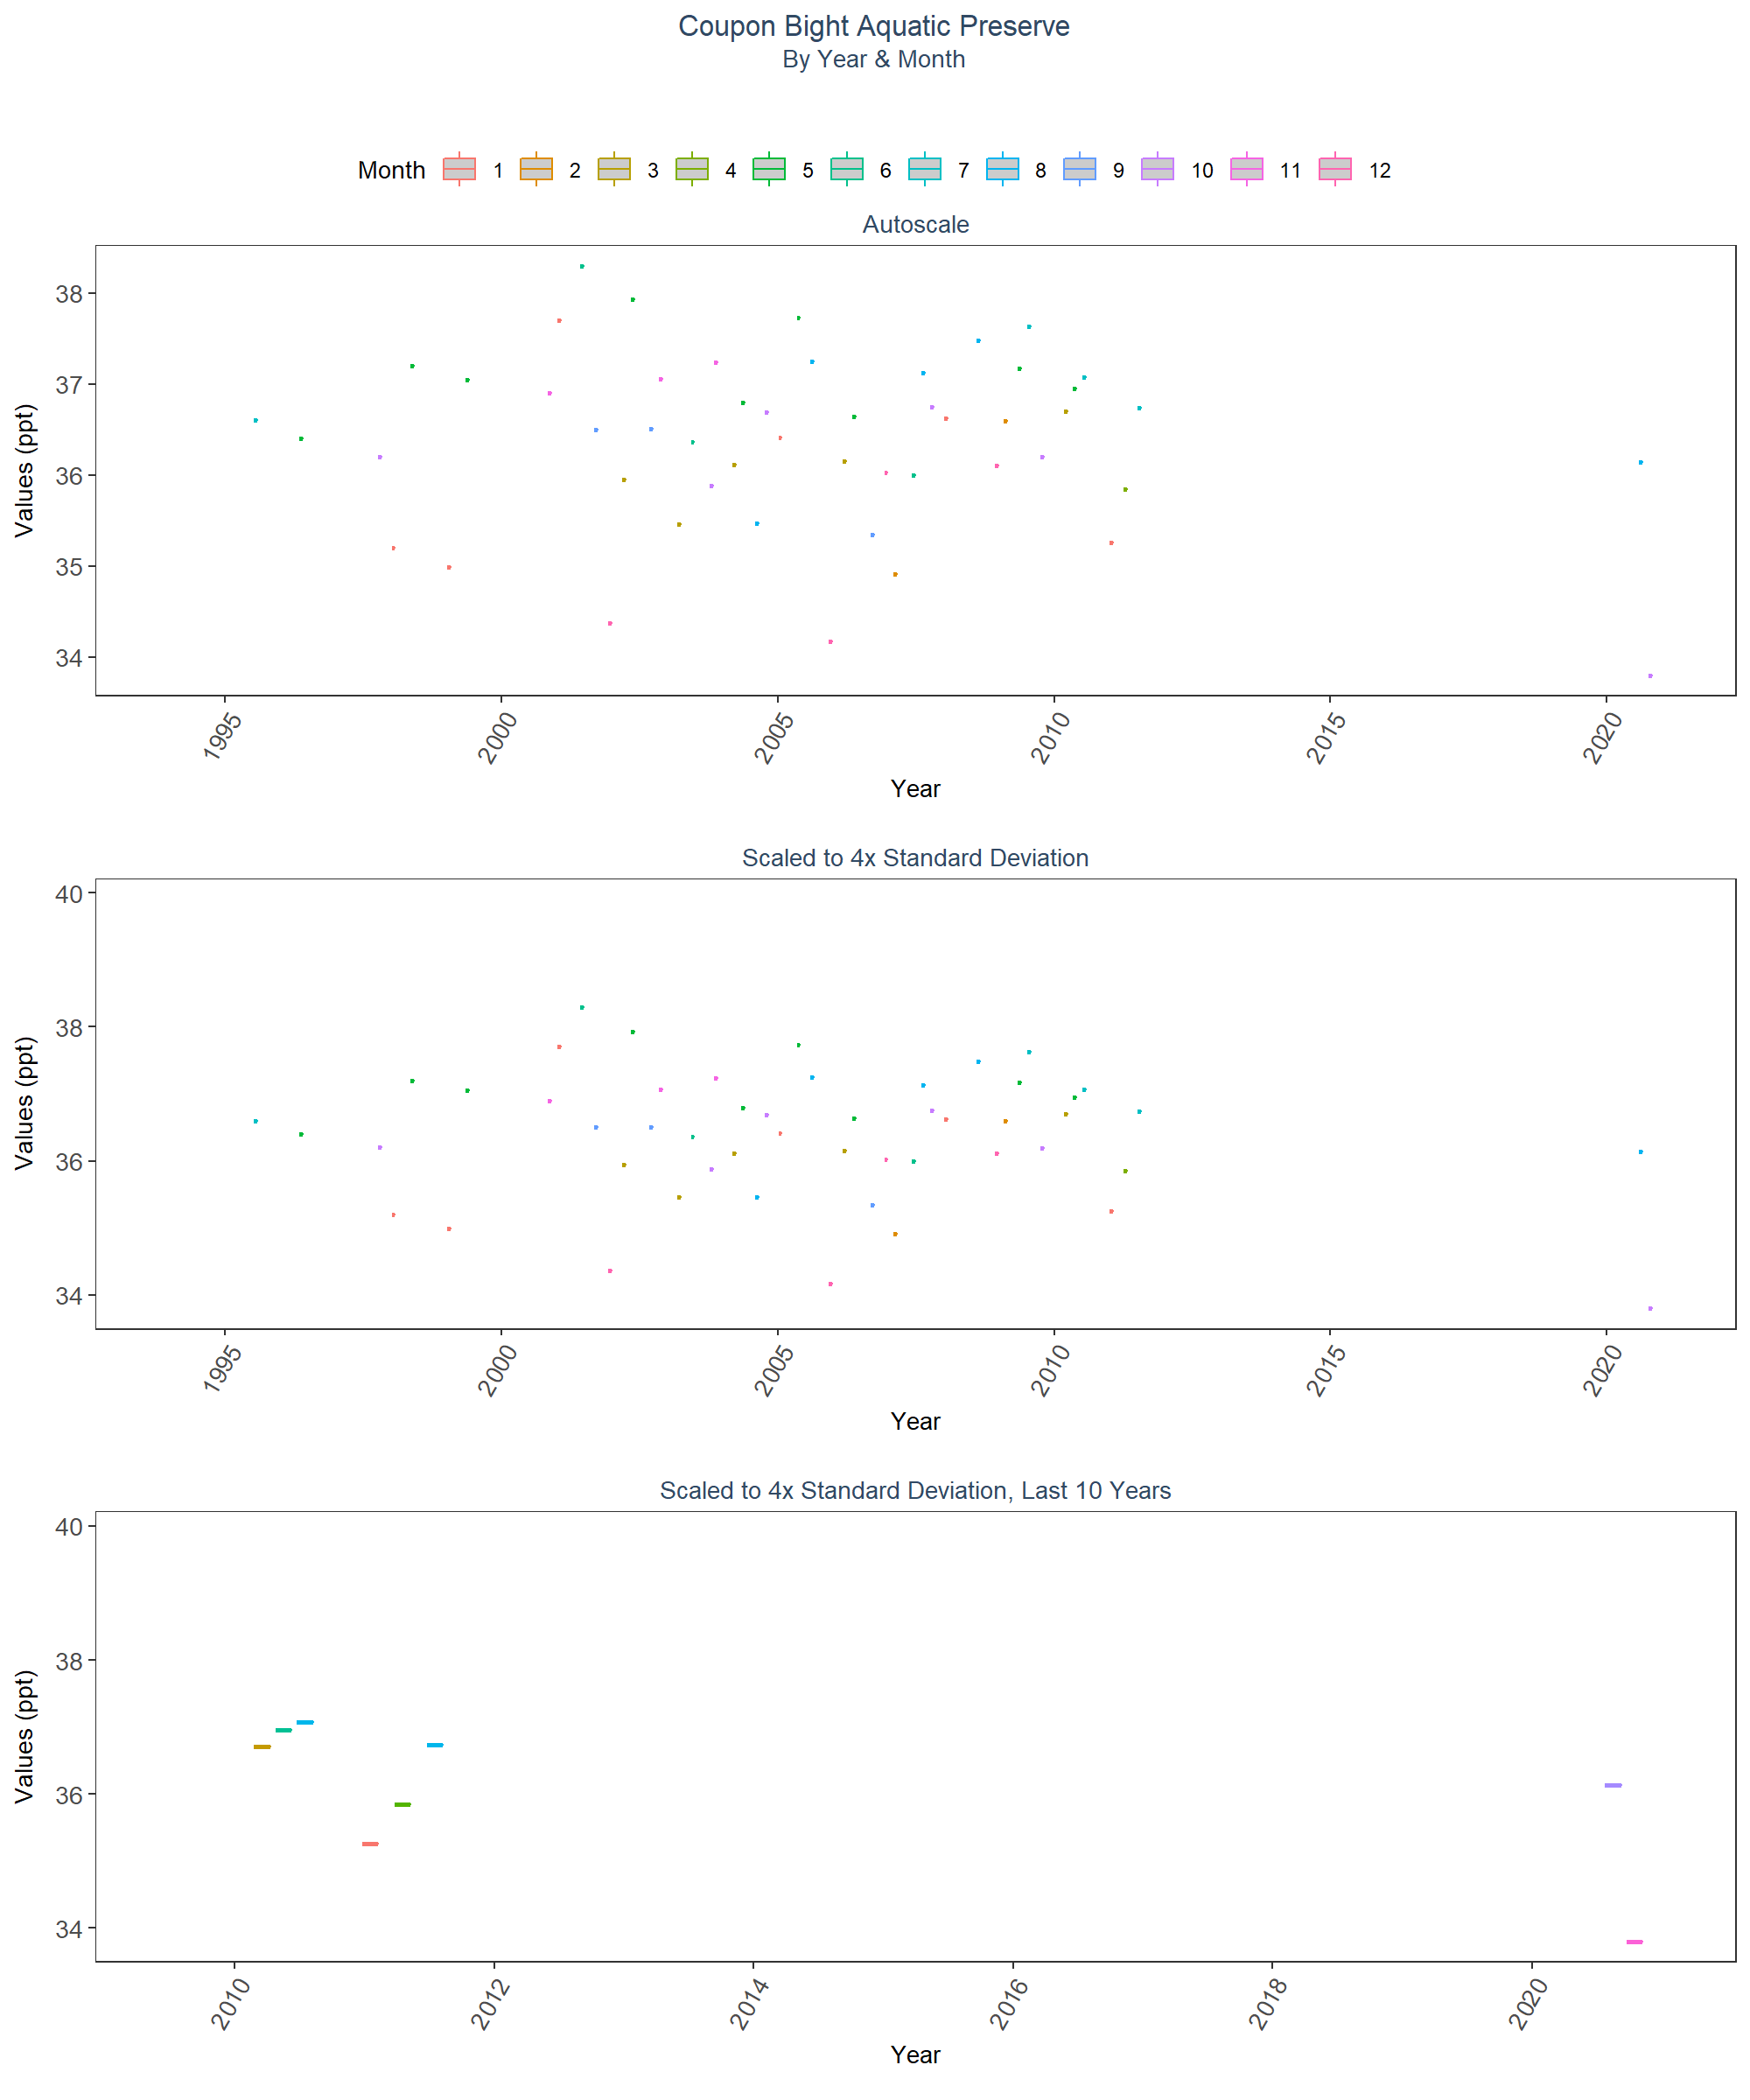 Coupon Bight Aquatic Preserve
By Year & Month
Month 1 2 3 4 5 6 7 8 9 10 11 12
Autoscale
Values (ppt)
38
37
36
35
34
1995 2000 2005 2010 2015 2020
Year
Scaled to 4x Standard Deviation
Values (ppt)
40
38
36
34
1995 2000 2005 2010 2015 2020
Year
Scaled to 4x Standard Deviation, Last 10 Years
Values (ppt)
40
38
36
34
2010 2012 2014 2016 2018 2020
Year